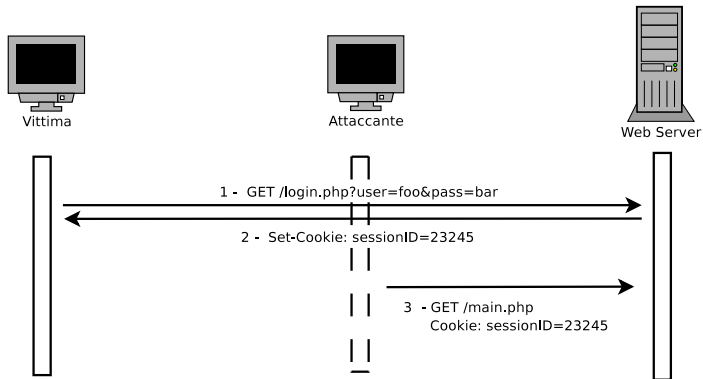 Vittima
Attaccante
Web Server
1 - GET /login.php?user=foo&pass=bar
2 - Set-Cookie: sessionID=23245
3 - GET /main.php
Cookie: sessionID=23245